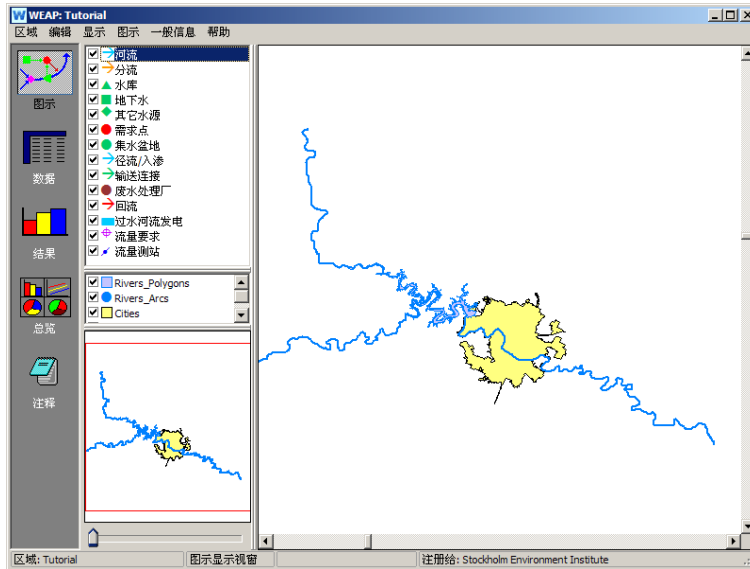 WEAP: Tutorial
区域 编辑 显示 图示 一般信息 帮助
图示
数据
结果
总览
注释
河流
分流
水库
地下水
其它水源
需求点
集水盆地
径流/入渗
输送连接
废水处理厂
回流
过水河流发电
流量要求
流量测站
Rivers_Polygons
Rivers_Arcs
Cities
区域: Tutorial
图示显示视窗
注册给: Stockholm Environment Institute